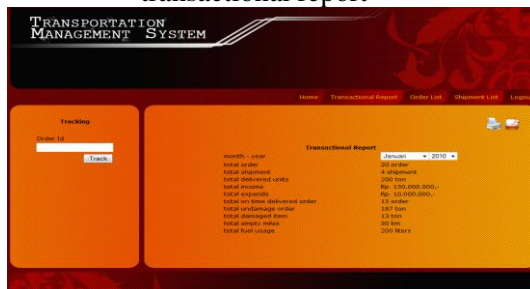 transactional report
TRANSPORTATION
MANAGEMENT SYSTEM
Home Transactional Report Order List Shipment List Logout
Tracking
Order Id
Track
Transactional Report
month - year Januari 2010
total order 20 order
total shipment 4 shipment
total delivered units 200 ton
total income Rp. 150.000.000,-
total expends Rp. 10.000.000,-
total on time delivered order 15 order
total undamage order 187 ton
total damaged item 13 ton
total empty miles 50 km
total fuel usage 200 liters